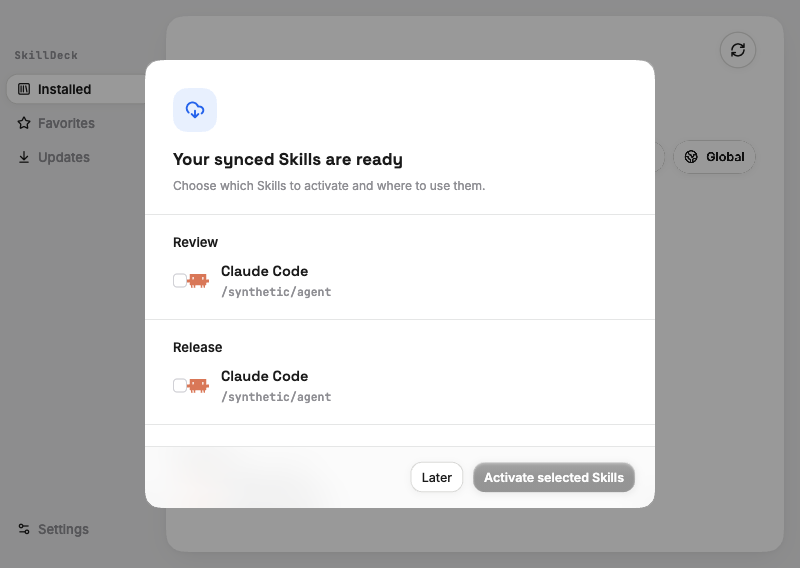 SkillDeck
Installed
Favorites
Updates
Settings
Global
Your synced Skills are ready
Choose which Skills to activate and where to use them.
Review
Claude Code
/synthetic/agent
Release
Claude Code
/synthetic/agent
Later
Activate selected Skills